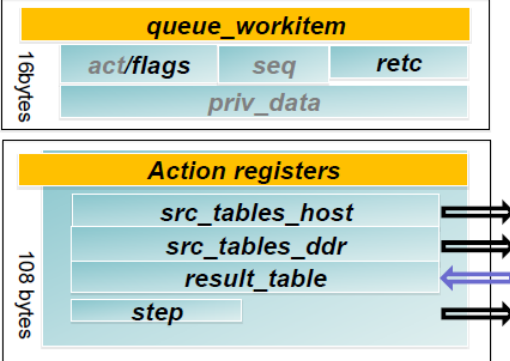 queue_workitem
16bytes
act/flags seq retc
priv_data
Action registers
108 bytes
src_tables_host
src_tables_ddr
result_table
step